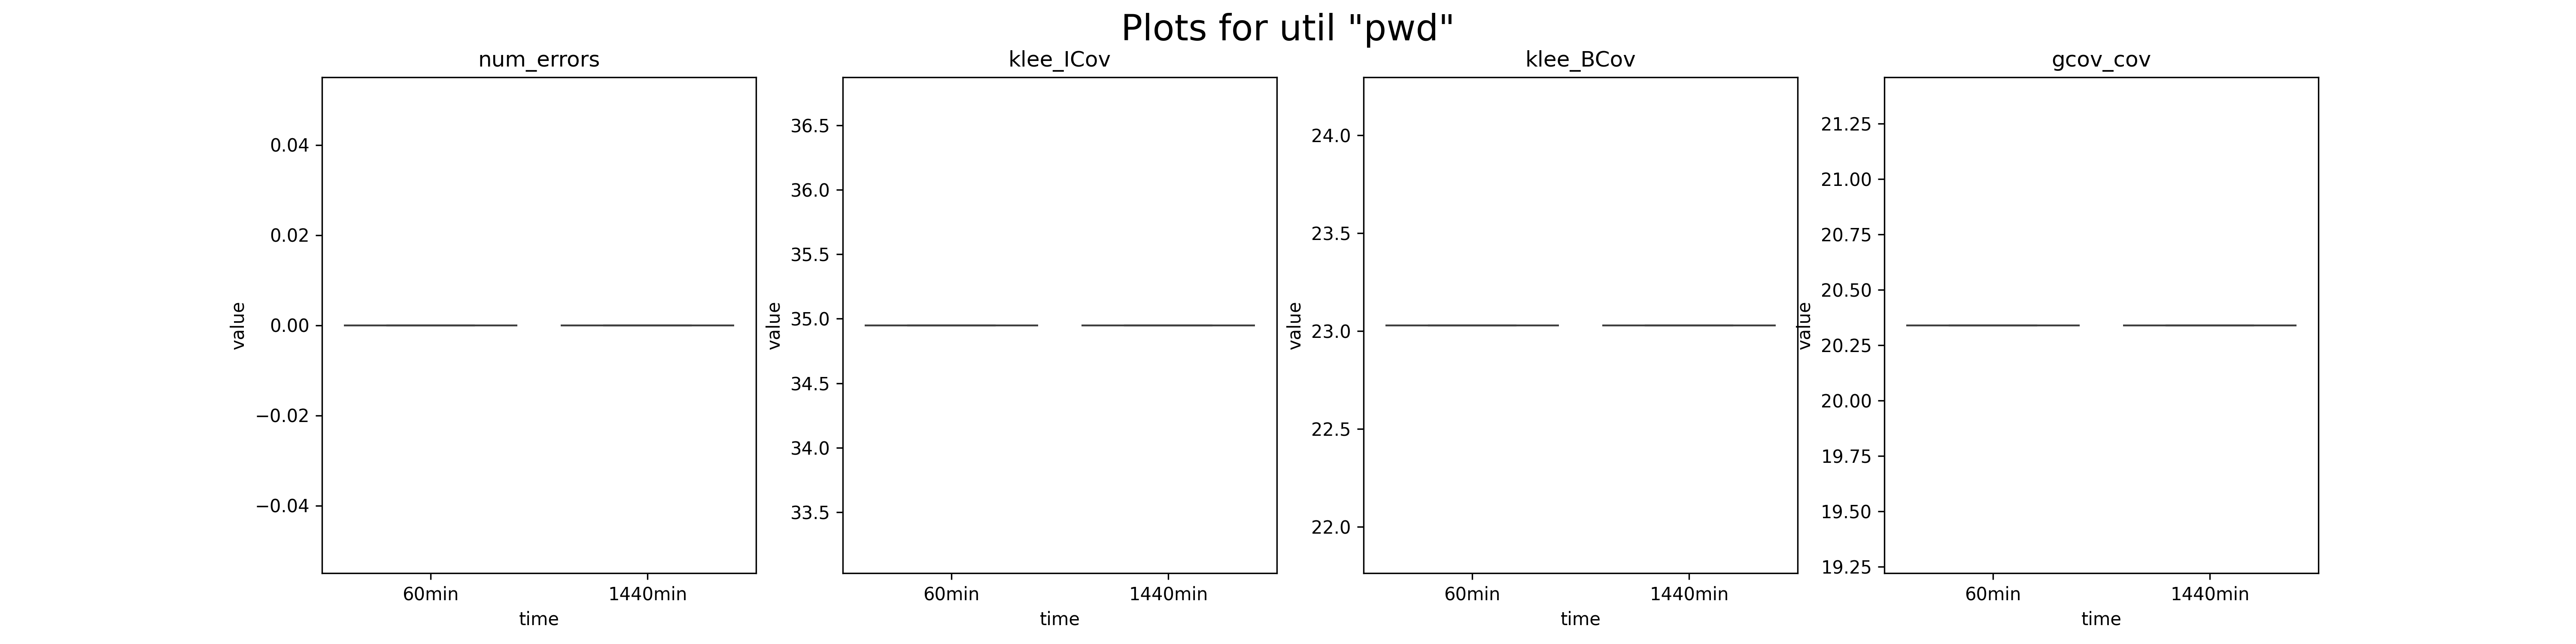 Plots for util "pwd"
num_errors
0.04
0.02
0.00
−0.02
−0.04
value
60min 1440min
time
klee_ICov
36.5
36.0
35.5
35.0
34.5
34.0
33.5
value
60min 1440min
time
klee_BCov
24.0
23.5
23.0
22.5
22.0
value
60min 1440min
time
gcov_cov
21.25
21.00
20.75
20.50
20.25
20.00
19.75
19.50
19.25
value
60min 1440min
time